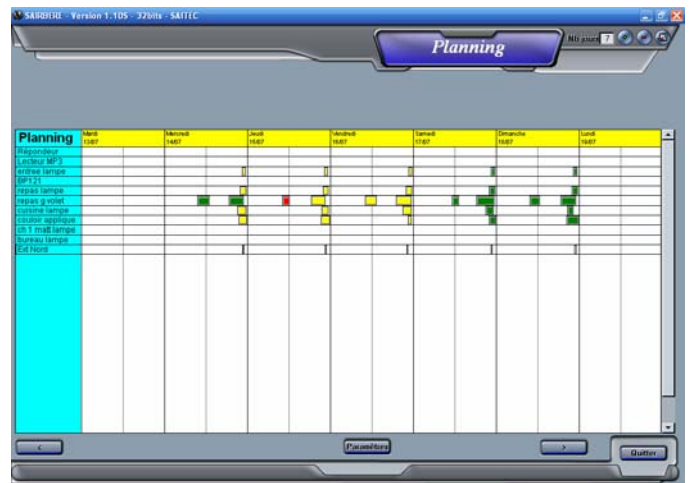 SAIRBERE - Version 1.105 - 32bits - SAITEC
Planning
Nb jours 7
Planning
Mardi
13/07
Mercredi
14/07
Jeudi
15/07
Vendredi
16/07
Samedi
17/07
Dimanche
18/07
Lundi
19/07
Répondeur
Lecteur MP3
entree lampe
BP121
repas lampe
repas g volet
cuisine lampe
couloir applique
ch 1 matt lampe
bureau lampe
Ext Nord
< Paramètres > Quitter